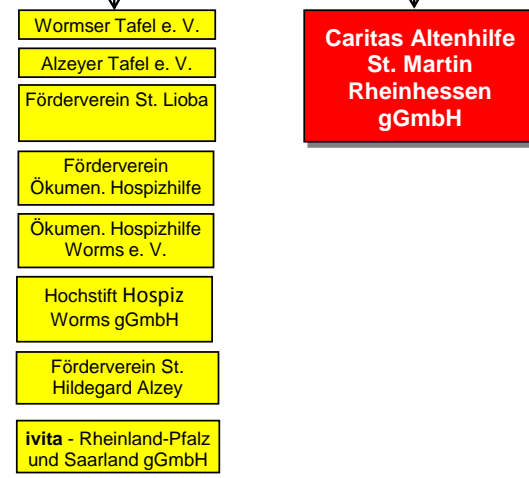 Wormser Tafel e. V.
Alzeyer Tafel e. V.
Förderverein St. Lioba
Förderverein
Ökumen. Hospizhilfe
Ökumen. Hospizhilfe
Worms e. V.
Hochstift Hospiz
Worms gGmbH
Förderverein St.
Hildegard Alzey
ivita - Rheinland-Pfalz
und Saarland gGmbH
Caritas Altenhilfe
St. Martin
Rheinhessen
gGmbH